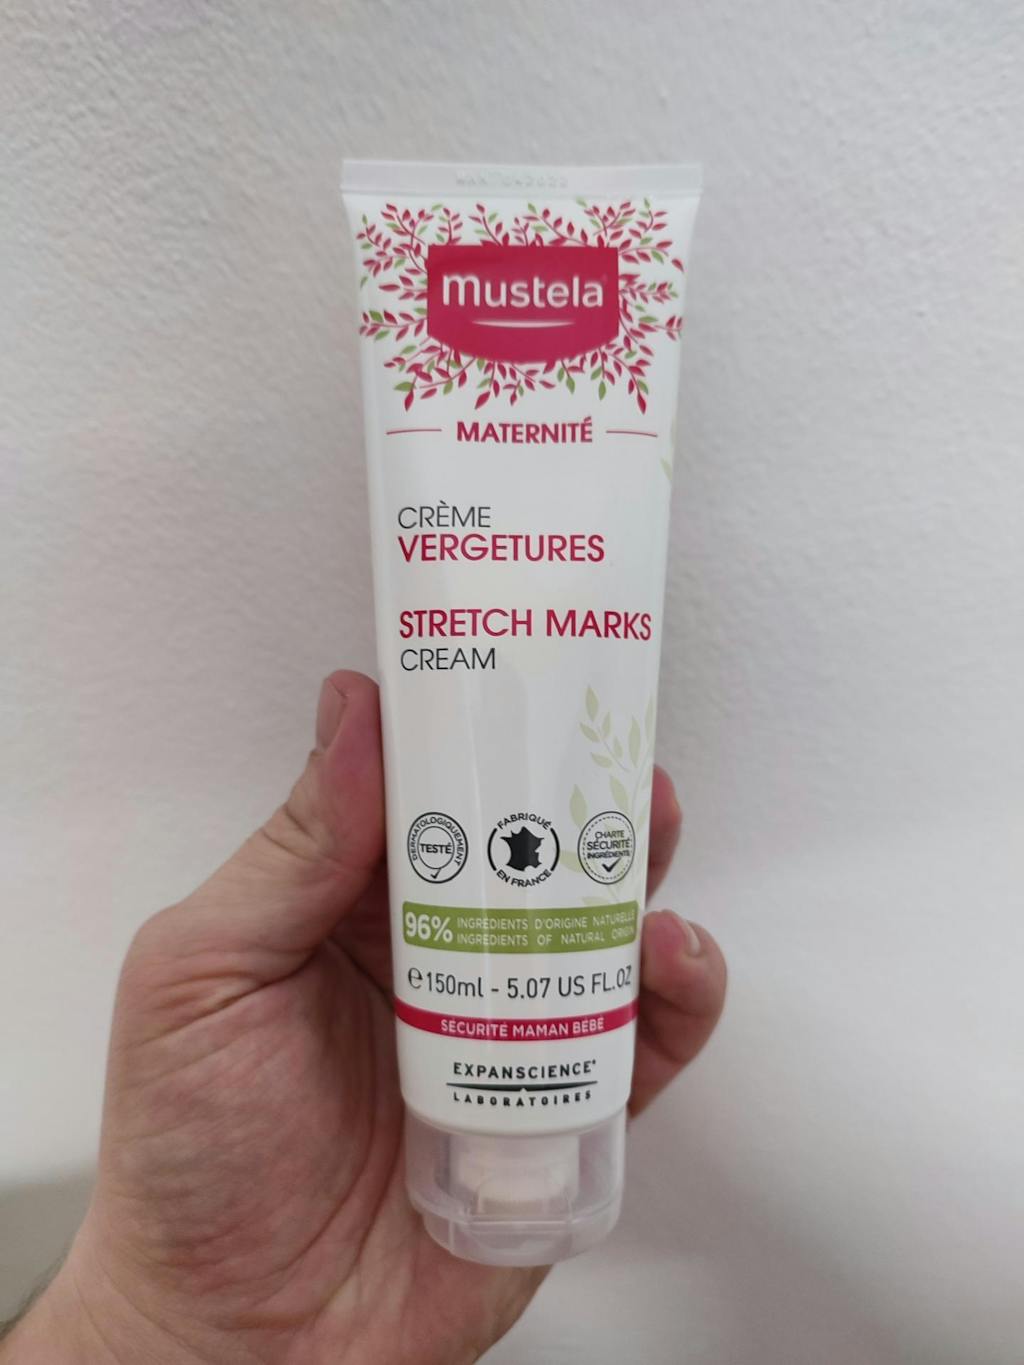 mustela
MATERNITÉ
CRÈME
VERGETURES
STRETCH MARKS
CREAM
DERMATOLOGIQUEMENT
TESTÉ
FABRIQUÉ
EN FRANCE
CHARTE
SÉCURITÉ
INGRÉDIENTS
96% INGRÉDIENTS D'ORIGINE NATURELLE
INGREDIENTS OF NATURAL ORIGIN
℮150ml - 5.07 US FL.OZ
SÉCURITÉ MAMAN BÉBÉ
EXPANSCIENCE®
LABORATOIRES